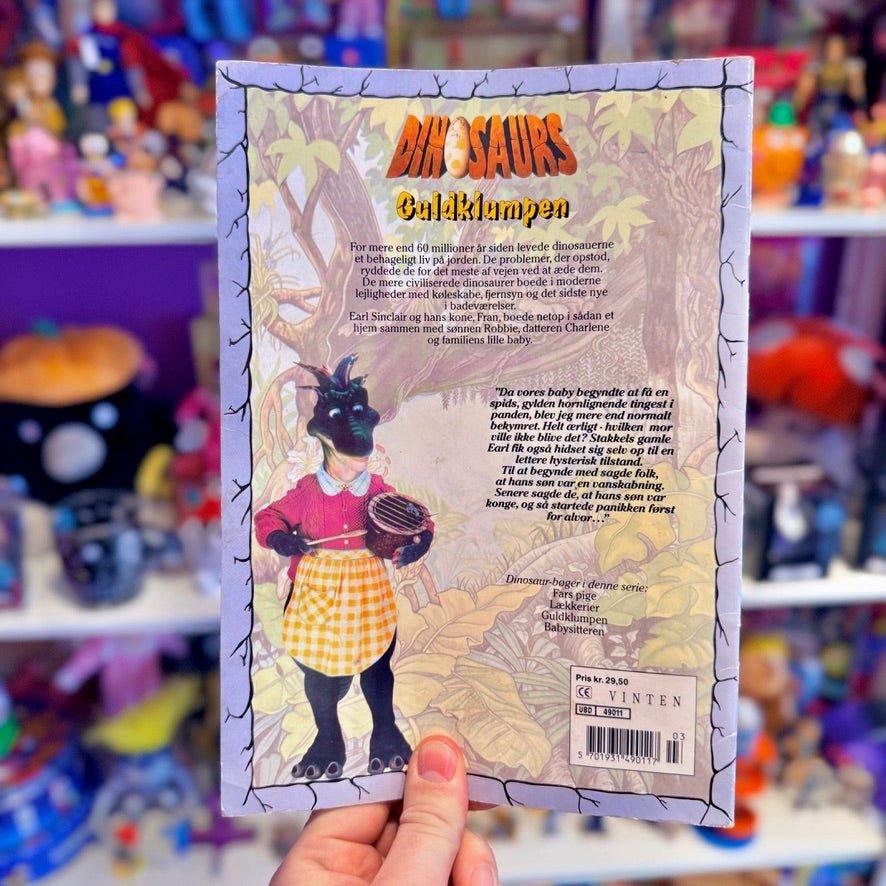 DINOSAURS
Guldklumpen
For mere end 60 millioner år siden levede dinosauerne
et behageligt liv på jorden. De problemer, der opstod,
ryddede de for det meste af vejen ved at æde dem.
De mere civiliserede dinosaurer boede i moderne
lejligheder med køleskabe, fjernsyn og det sidste nye
i badeværelser.
Earl Sinclair og hans kone, Fran, boede netop i sådan et
hjem sammen med sønnen Robbie, datteren Charlene
og familiens lille baby.
"Da vores baby begyndte at få en
spids, gylden hornlignende tingest i
panden, blev jeg mere end normalt
bekymret. Helt ærligt - hvilken mor
ville ikke blive det? Stakkels gamle
Earl fik også hidset sig selv op til en
lettere hysterisk tilstand.
Til at begynde med sagde folk,
at hans søn var en vanskabning.
Senere sagde de, at hans søn var
konge, og så startede panikken først
for alvor..."
Dinosaur-bøger i denne serie:
Fars pige
Lækkerier
Guldklumpen
Babysitteren
Pris kr. 29,50
CE VINTEN
UBD 49011
03
5 701931 490117